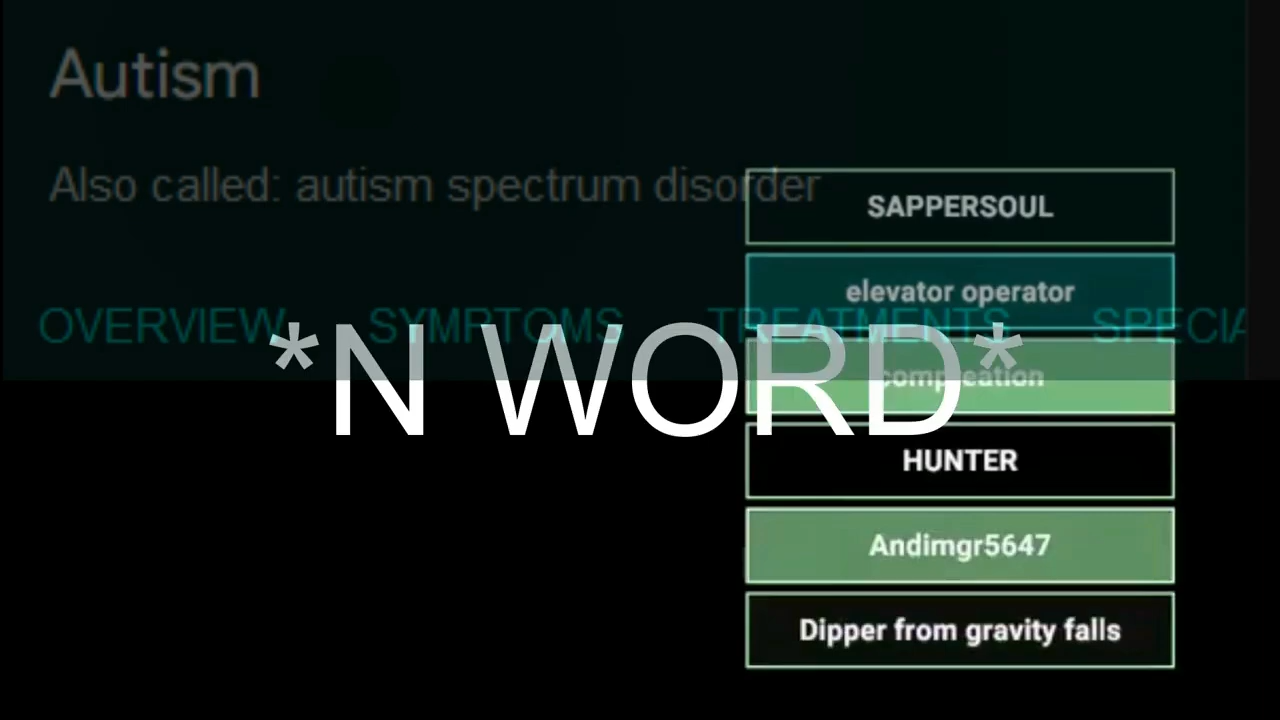 Autism
Also called: autism spectrum disorder
SAPPERSOUL
elevator operator
OVERVIEW SYMPTOMS TREATMENTS SPECIA
*N WORD*
HUNTER
Andimgr5647
Dipper from gravity falls